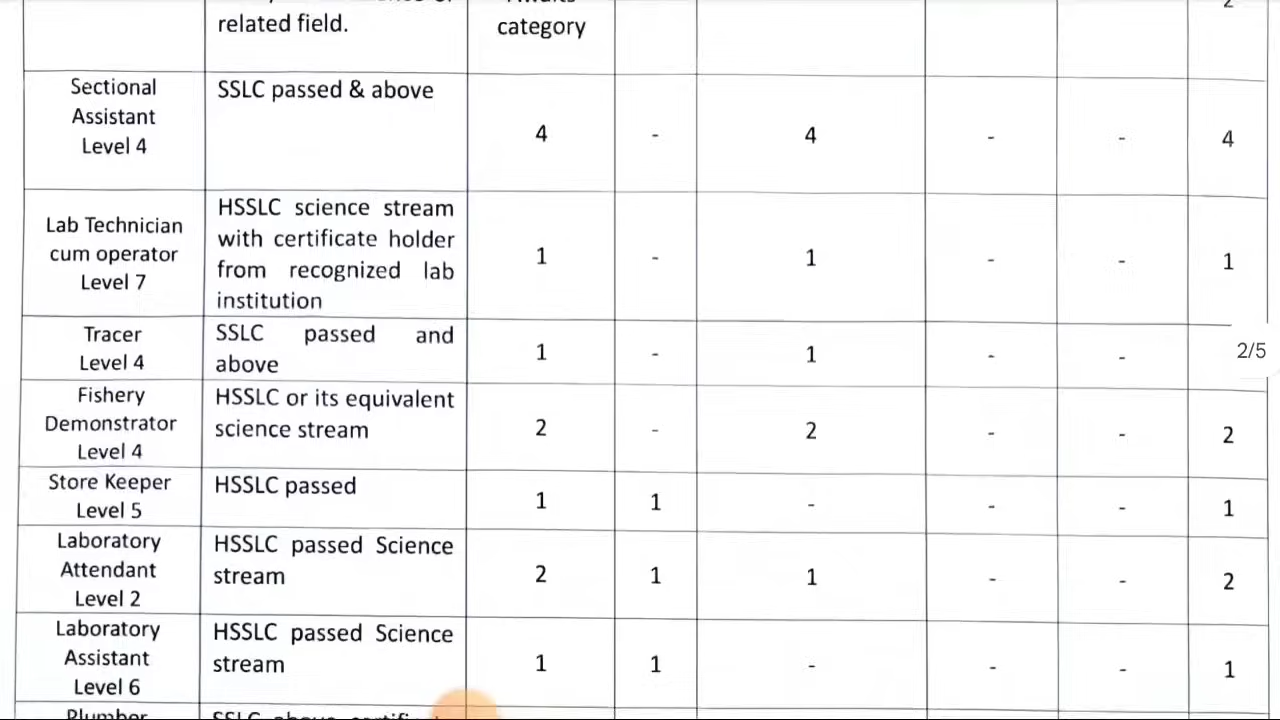 related field.
category
2
Sectional
Assistant
Level 4
SSLC passed & above
4
-
4
-
-
4
Lab Technician
cum operator
Level 7
HSSLC science stream
with certificate holder
from recognized lab
institution
1
-
1
-
-
1
Tracer
Level 4
SSLC passed and
above
1
-
1
-
-
2/5
Fishery
Demonstrator
Level 4
HSSLC or its equivalent
science stream
2
-
2
-
-
2
Store Keeper
Level 5
HSSLC passed
1
1
-
-
-
1
Laboratory
Attendant
Level 2
HSSLC passed Science
stream
2
1
1
-
-
2
Laboratory
Assistant
Level 6
HSSLC passed Science
stream
1
1
-
-
-
1
Plumber
SSLC above